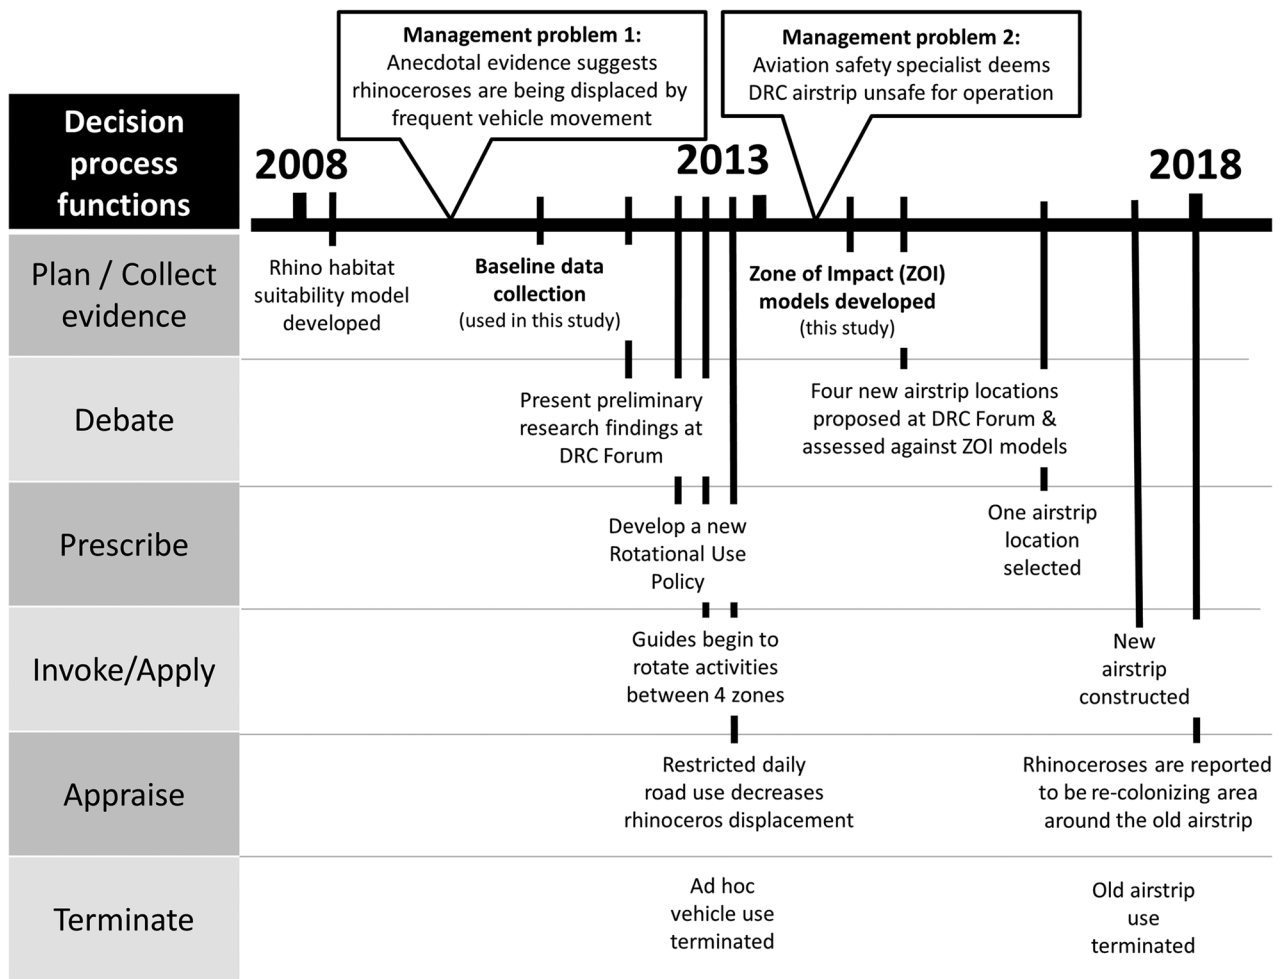 Management problem 1:
Anecdotal evidence suggests
rhinoceroses are being displaced by
frequent vehicle movement
Management problem 2:
Aviation safety specialist deems
DRC airstrip unsafe for operation
Decision
process
functions
2008
2013
2018
Plan / Collect
evidence
Rhino habitat
suitability model
developed
Baseline data
collection
(used in this study)
Zone of Impact (ZOI)
models developed
(this study)
Debate
Present preliminary
research findings at
DRC Forum
Four new airstrip locations
proposed at DRC Forum &
assessed against ZOI models
Prescribe
Develop a new
Rotational Use
Policy
One airstrip
location
selected
Invoke/Apply
Guides begin to
rotate activities
between 4 zones
New
airstrip
constructed
Appraise
Restricted daily
road use decreases
rhinoceros displacement
Rhinoceroses are reported
to be re-colonizing area
around the old airstrip
Terminate
Ad hoc
vehicle use
terminated
Old airstrip
use
terminated